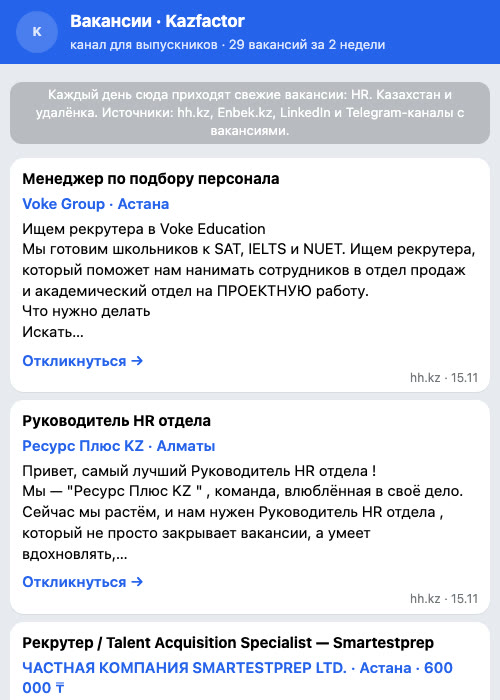 К
Вакансии · Kazfactor
канал для выпускников · 29 вакансий за 2 недели
Каждый день сюда приходят свежие вакансии: HR. Казахстан и
удалёнка. Источники: hh.kz, Enbek.kz, LinkedIn и Telegram-каналы с
вакансиями.
Менеджер по подбору персонала
Voke Group · Астана
Ищем рекрутера в Voke Education
Мы готовим школьников к SAT, IELTS и NUET. Ищем рекрутера,
который поможет нам нанимать сотрудников в отдел продаж
и академический отдел на ПРОЕКТНУЮ работу.
Что нужно делать
Искать...
Откликнуться →
hh.kz · 15.11
Руководитель HR отдела
Ресурс Плюс KZ · Алматы
Привет, самый лучший Руководитель HR отдела !
Мы — "Ресурс Плюс KZ " , команда, влюблённая в своё дело.
Сейчас мы растём, и нам нужен Руководитель HR отдела ,
который не просто закрывает вакансии, а умеет
вдохновлять,...
Откликнуться →
hh.kz · 15.11
Рекрутер / Talent Acquisition Specialist — Smartestprep
ЧАСТНАЯ КОМПАНИЯ SMARTESTPREP LTD. · Астана · 600
000 ₸